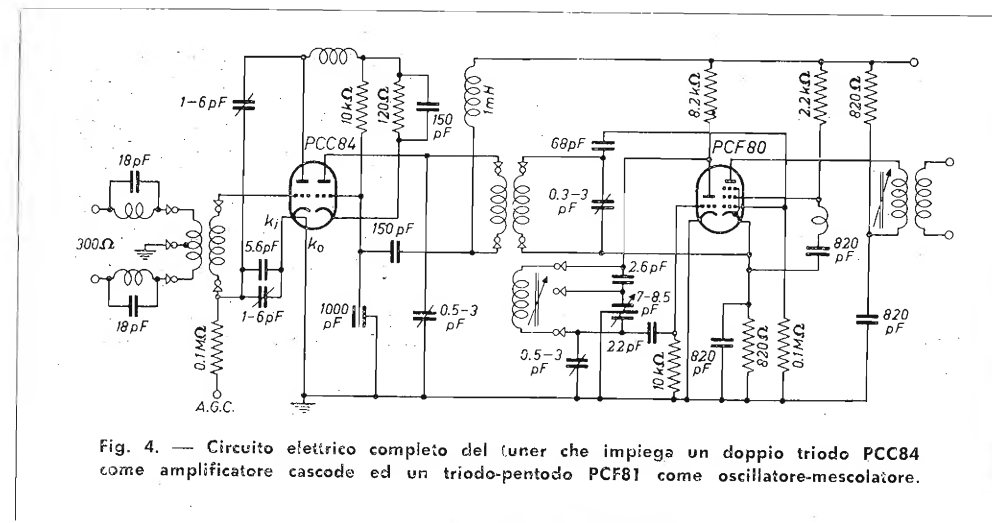 1-6pF
18pF
300Ω
18pF
5.6pF
1-6pF
0.1MΩ
A.G.C.
PCC84
ki
ko
10kΩ
120Ω
150
pF
1mH
150pF
1000
pF
0.5-3
pF
68pF
0.3-3
pF
8.2kΩ
PCF80
2.2kΩ
820Ω
2.6pF
7-8.5
pF
0.5-3
pF
22pF
10kΩ
820
pF
820Ω
0.1MΩ
820
pF
820
pF
Fig. 4. — Circuito elettrico completo del tuner che impiega un doppio triodo PCC84
come amplificatore cascode ed un triodo-pentodo PCF81 come oscillatore-mescolatore.